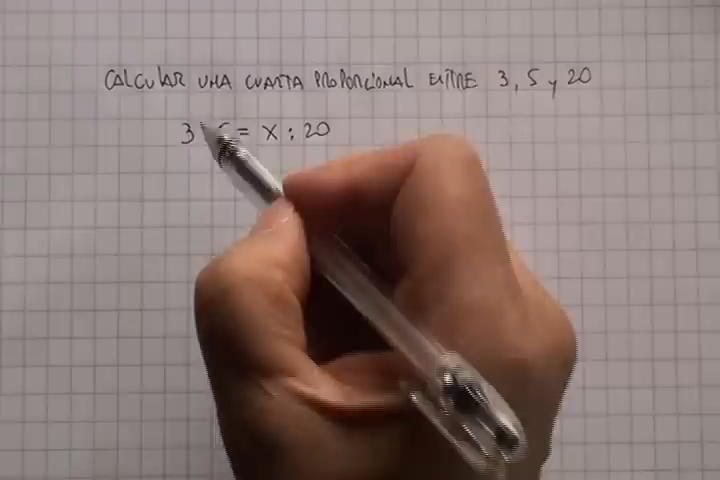 CALCULAR UNA CUARTA PROPORCIONAL ENTRE 3, 5 y 20
3 = X : 20